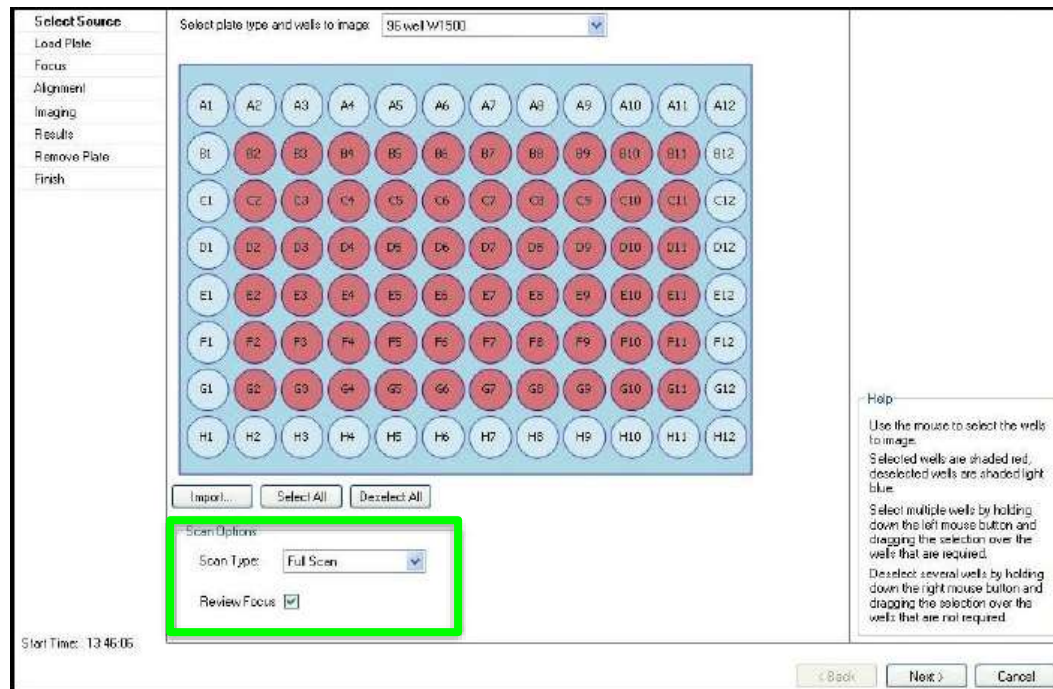 Select Source
Load Plate
Focus
Alignment
Imaging
Results
Remove Plate
Finish
Select plate type and wells to image: 96 well W1500
A1 A2 A3 A4 A5 A6 A7 A8 A9 A10 A11 A12
B1 B2 B3 B4 B5 B6 B7 B8 B9 B10 B11 B12
C1 C2 C3 C4 C5 C6 C7 C8 C9 C10 C11 C12
D1 D2 D3 D4 D5 D6 D7 D8 D9 D10 D11 D12
E1 E2 E3 E4 E5 E6 E7 E8 E9 E10 E11 E12
F1 F2 F3 F4 F5 F6 F7 F8 F9 F10 F11 F12
G1 G2 G3 G4 G5 G6 G7 G8 G9 G10 G11 G12
H1 H2 H3 H4 H5 H6 H7 H8 H9 H10 H11 H12
Import... Select All Deselect All
Scan Options
Scan Type: Full Scan
Review Focus
Help
Use the mouse to select the wells
to image.
Selected wells are shaded red,
deselected wells are shaded light
blue.
Select multiple wells by holding
down the left mouse button and
dragging the selection over the
wells that are required.
Deselect several wells by holding
down the right mouse button and
dragging the selection over the
wells that are not required.
Start Time: 13:46:06
< Back Next > Cancel